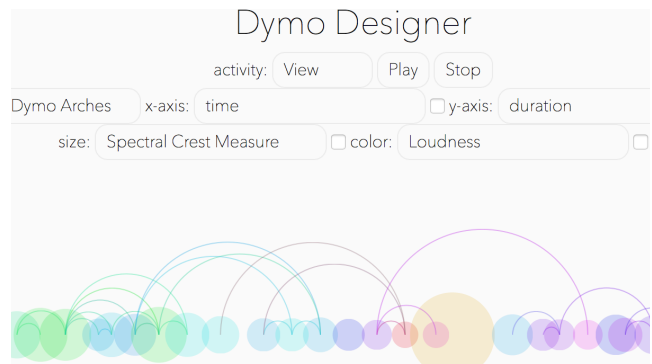 Dymo Designer
activity: View Play Stop
Dymo Arches x-axis: time y-axis: duration
size: Spectral Crest Measure color: Loudness